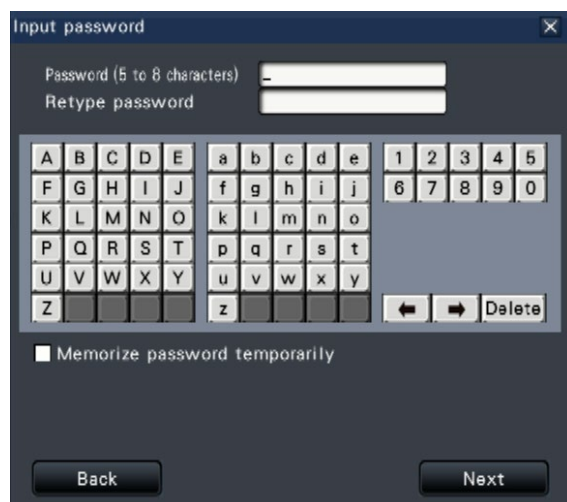 Input password
Password (5 to 8 characters)
Retype password
A B C D E a b c d e 1 2 3 4 5
F G H I J f g h i j 6 7 8 9 0
K L M N O k l m n o
P Q R S T p q r s t
U V W X Y u v w x y
Z z ← → Delete
Memorize password temporarily
Back Next